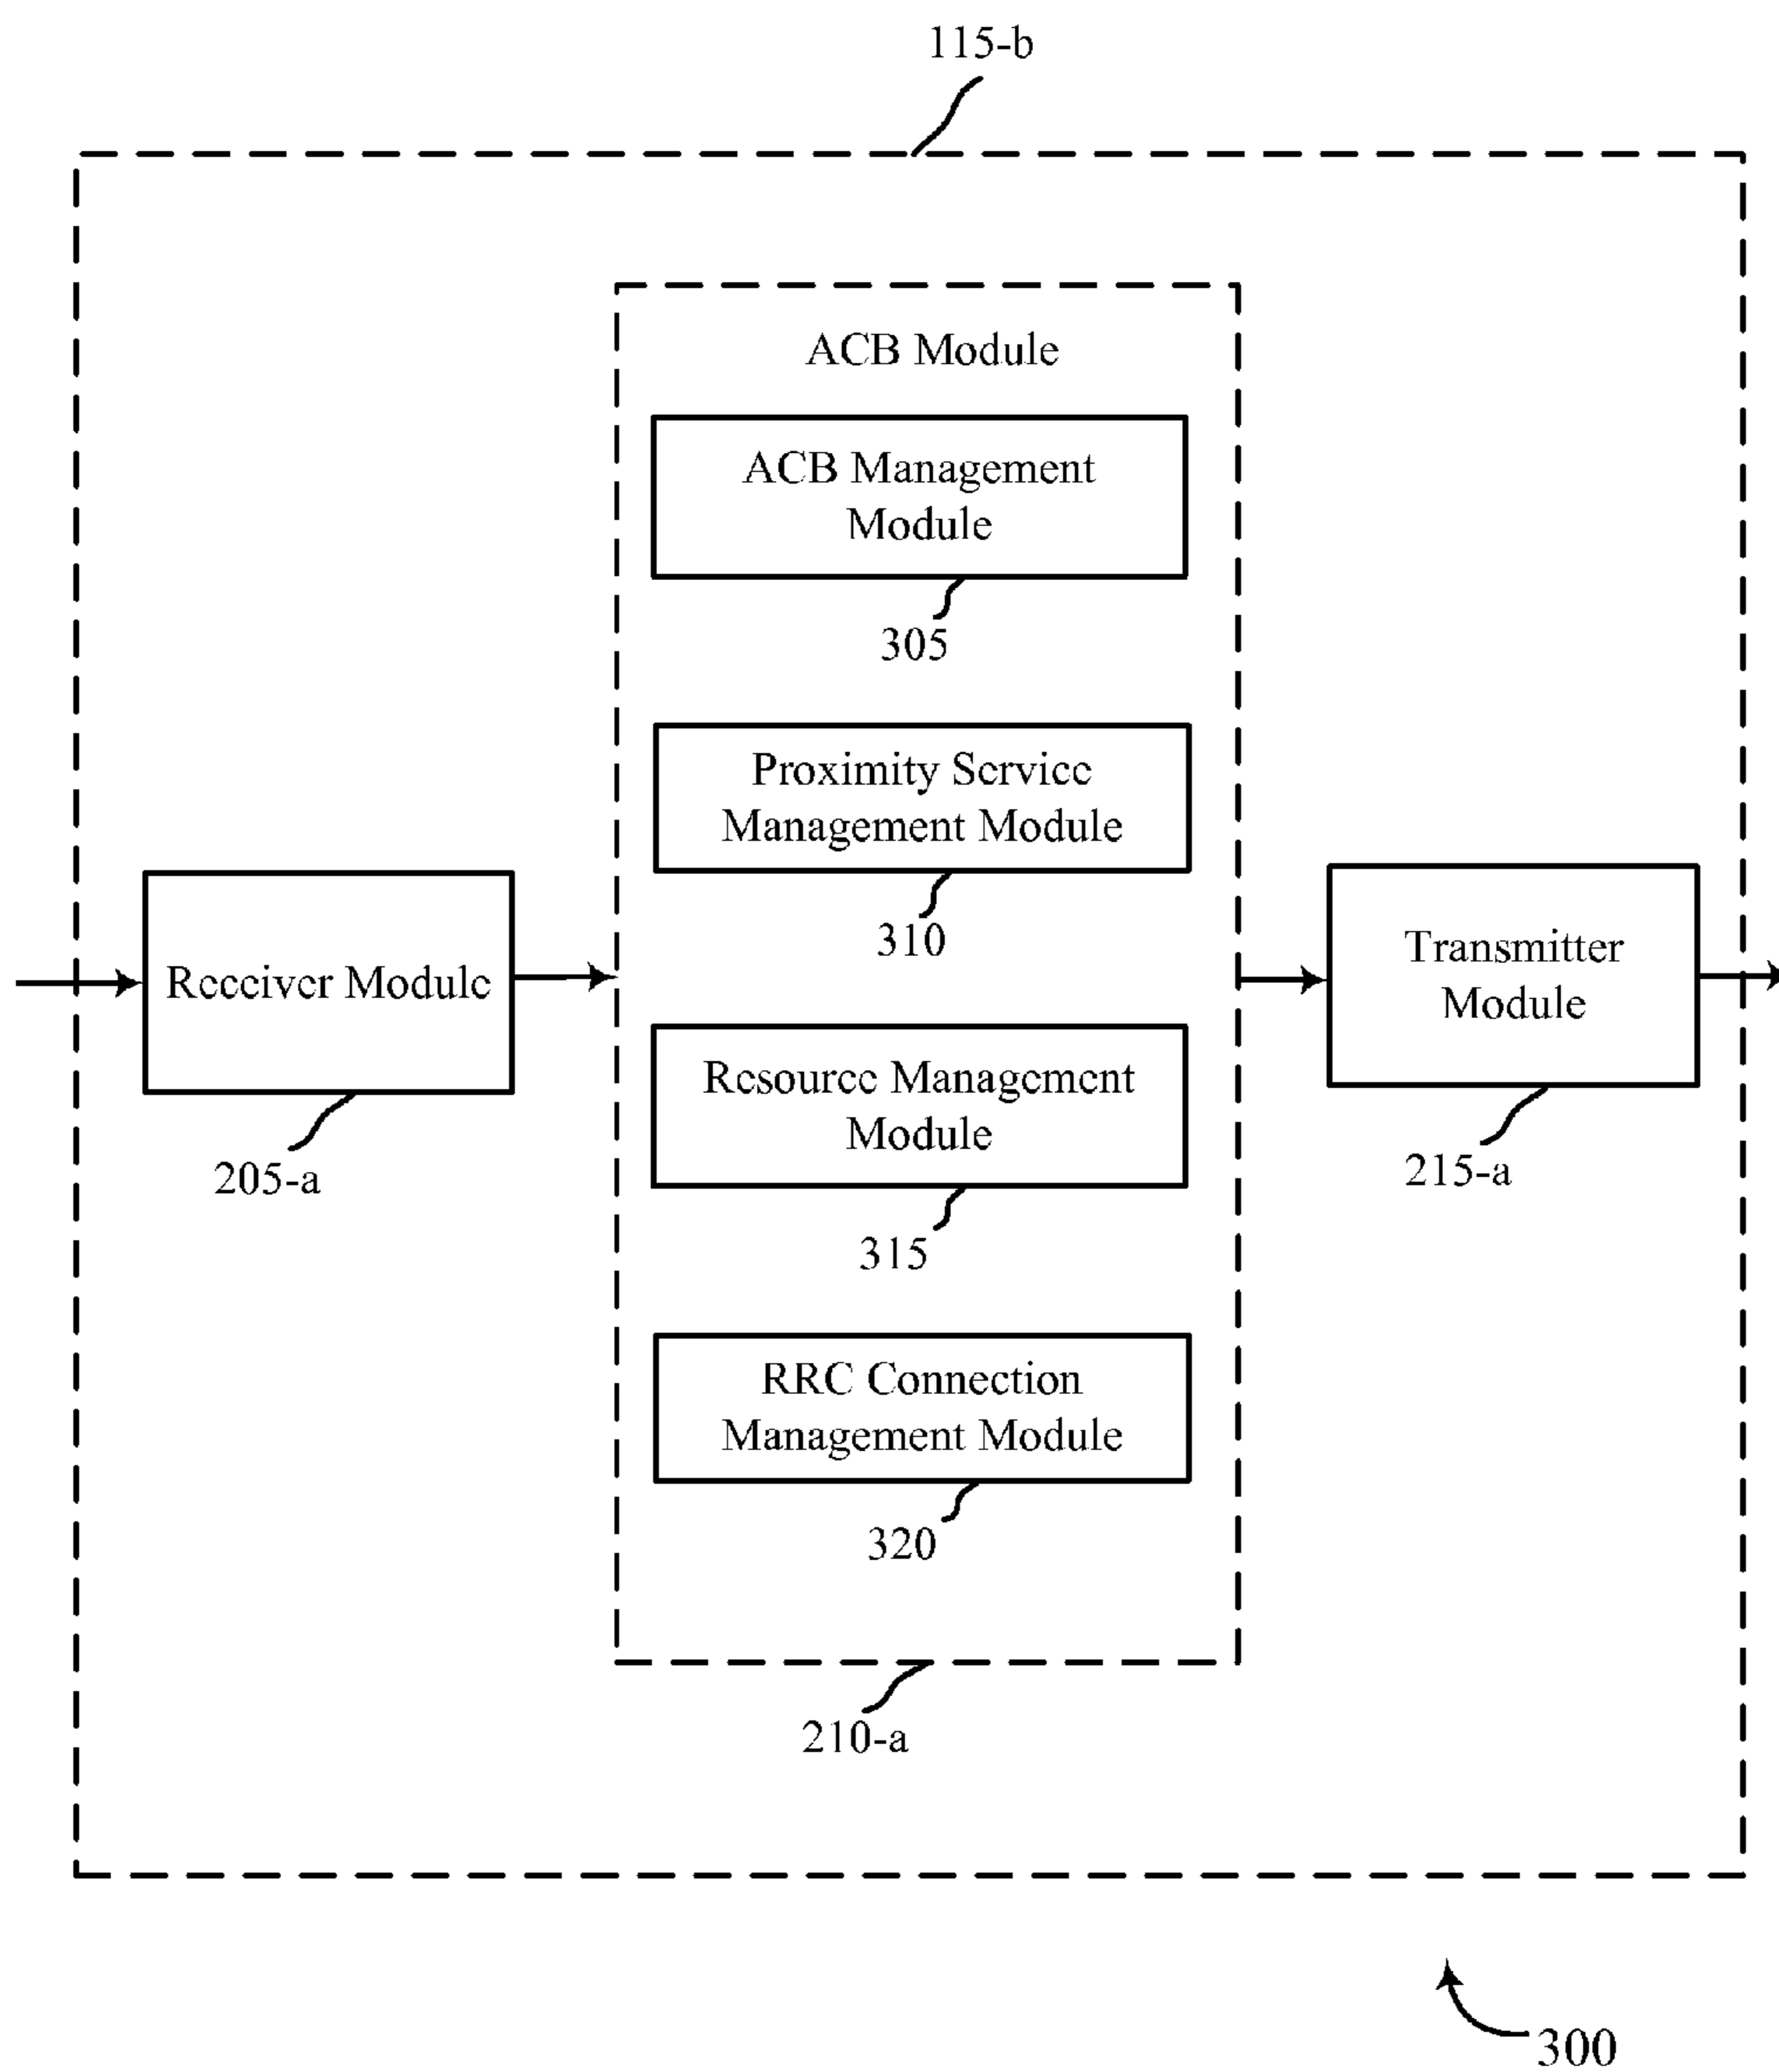 115-b
ACB Module
ACB Management
Module
305
Proximity Service
Management Module
310
Receiver Module
205-a
Resource Management
Module
315
Transmitter
Module
215-a
RRC Connection
Management Module
320
210-a
300